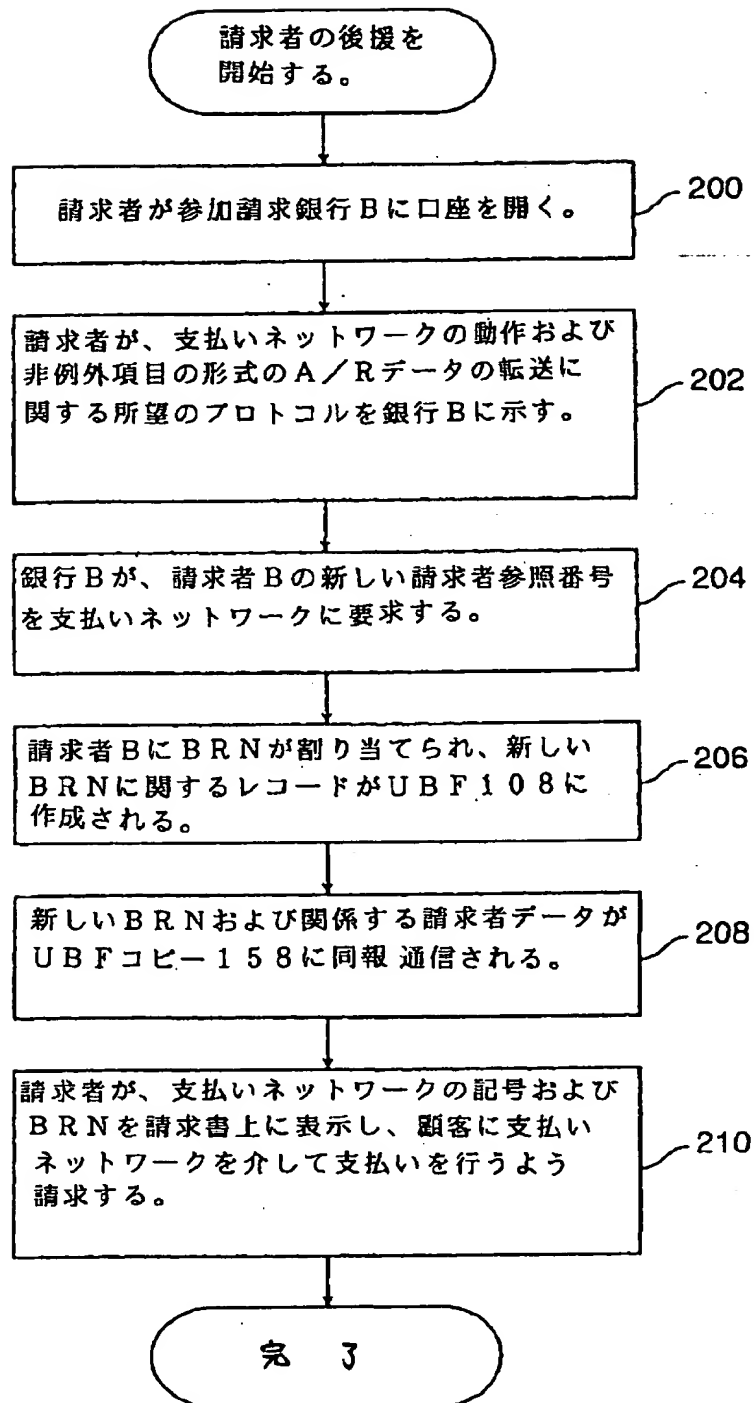 請求者の後援を
開始する。
請求者が参加請求銀行Bに口座を開く。
200
請求者が、支払いネットワークの動作および
非例外項目の形式のA/Rデータの転送に
関する所望のプロトコルを銀行Bに示す。
202
銀行Bが、請求者Bの新しい請求者参照番号
を支払いネットワークに要求する。
204
請求者BにBRNが割り当てられ、新しい
BRNに関するレコードがUBF108に
作成される。
206
新しいBRNおよび関係する請求者データが
UBFコピー158に同報通信される。
208
請求者が、支払いネットワークの記号および
BRNを請求書上に表示し、顧客に支払い
ネットワークを介して支払いを行うよう
請求する。
210
完 了